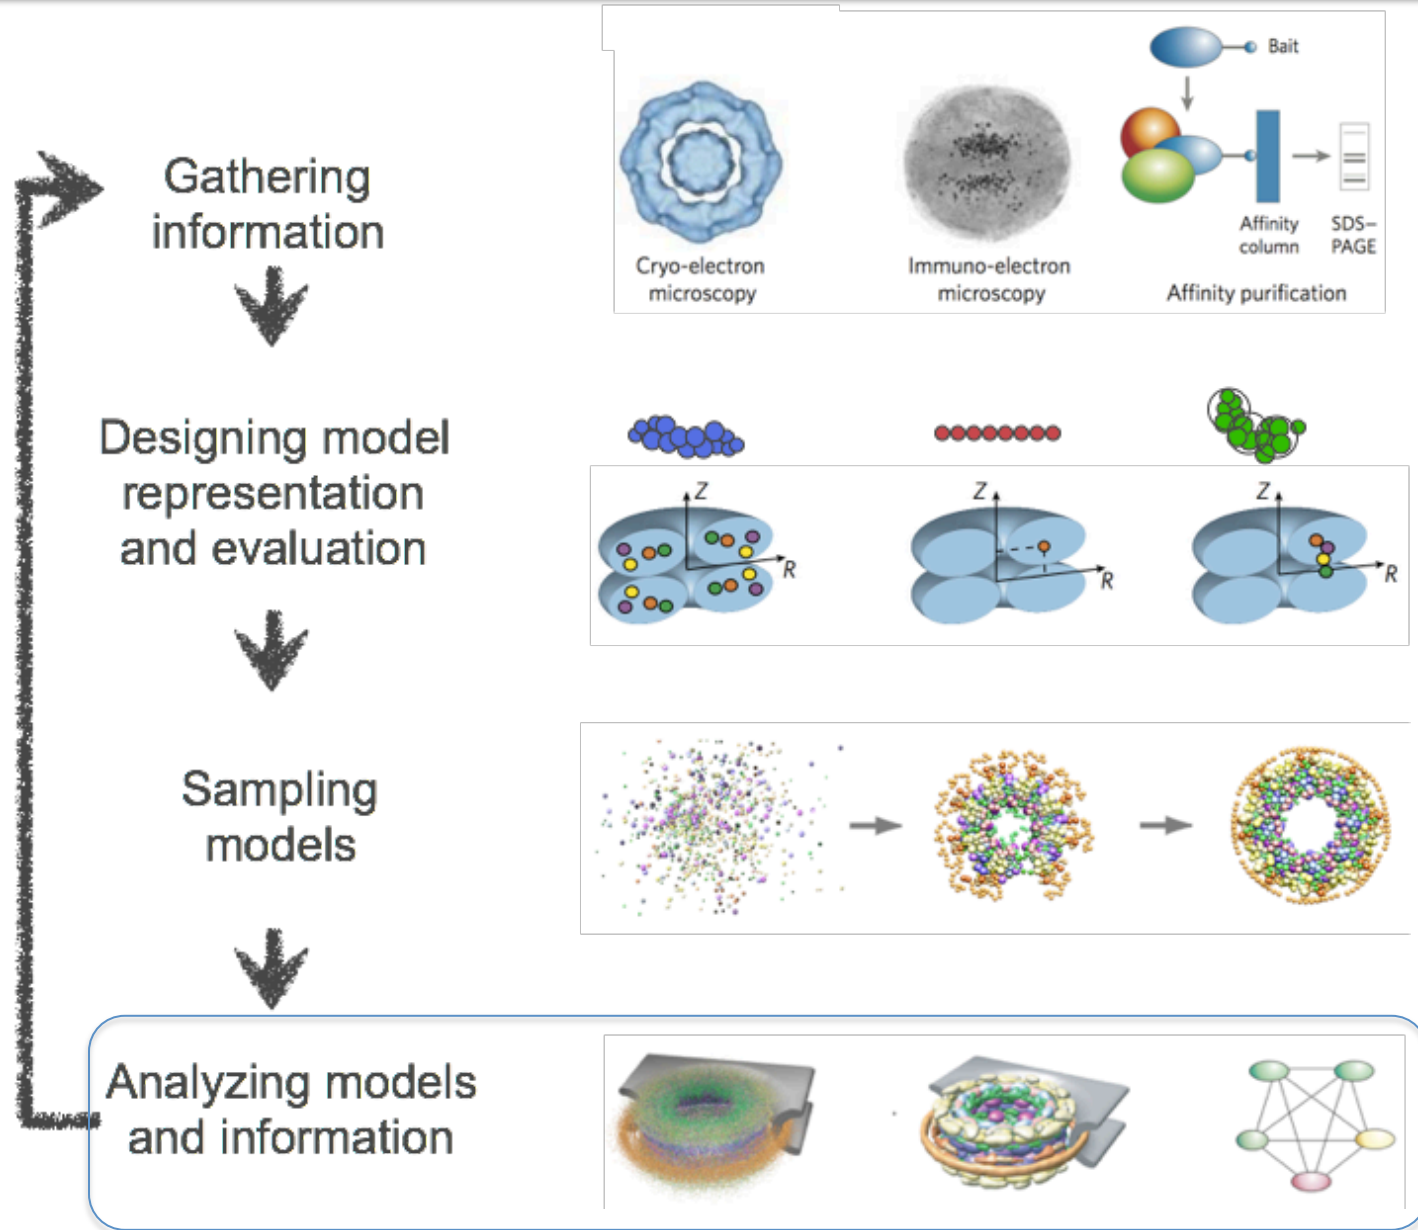 Gathering
information
Cryo-electron
microscopy
Immuno-electron
microscopy
Bait
Affinity
column
SDS–
PAGE
Affinity purification
Designing model
representation
and evaluation
Z
R
Z
R
Z
R
Sampling
models
Analyzing models
and information